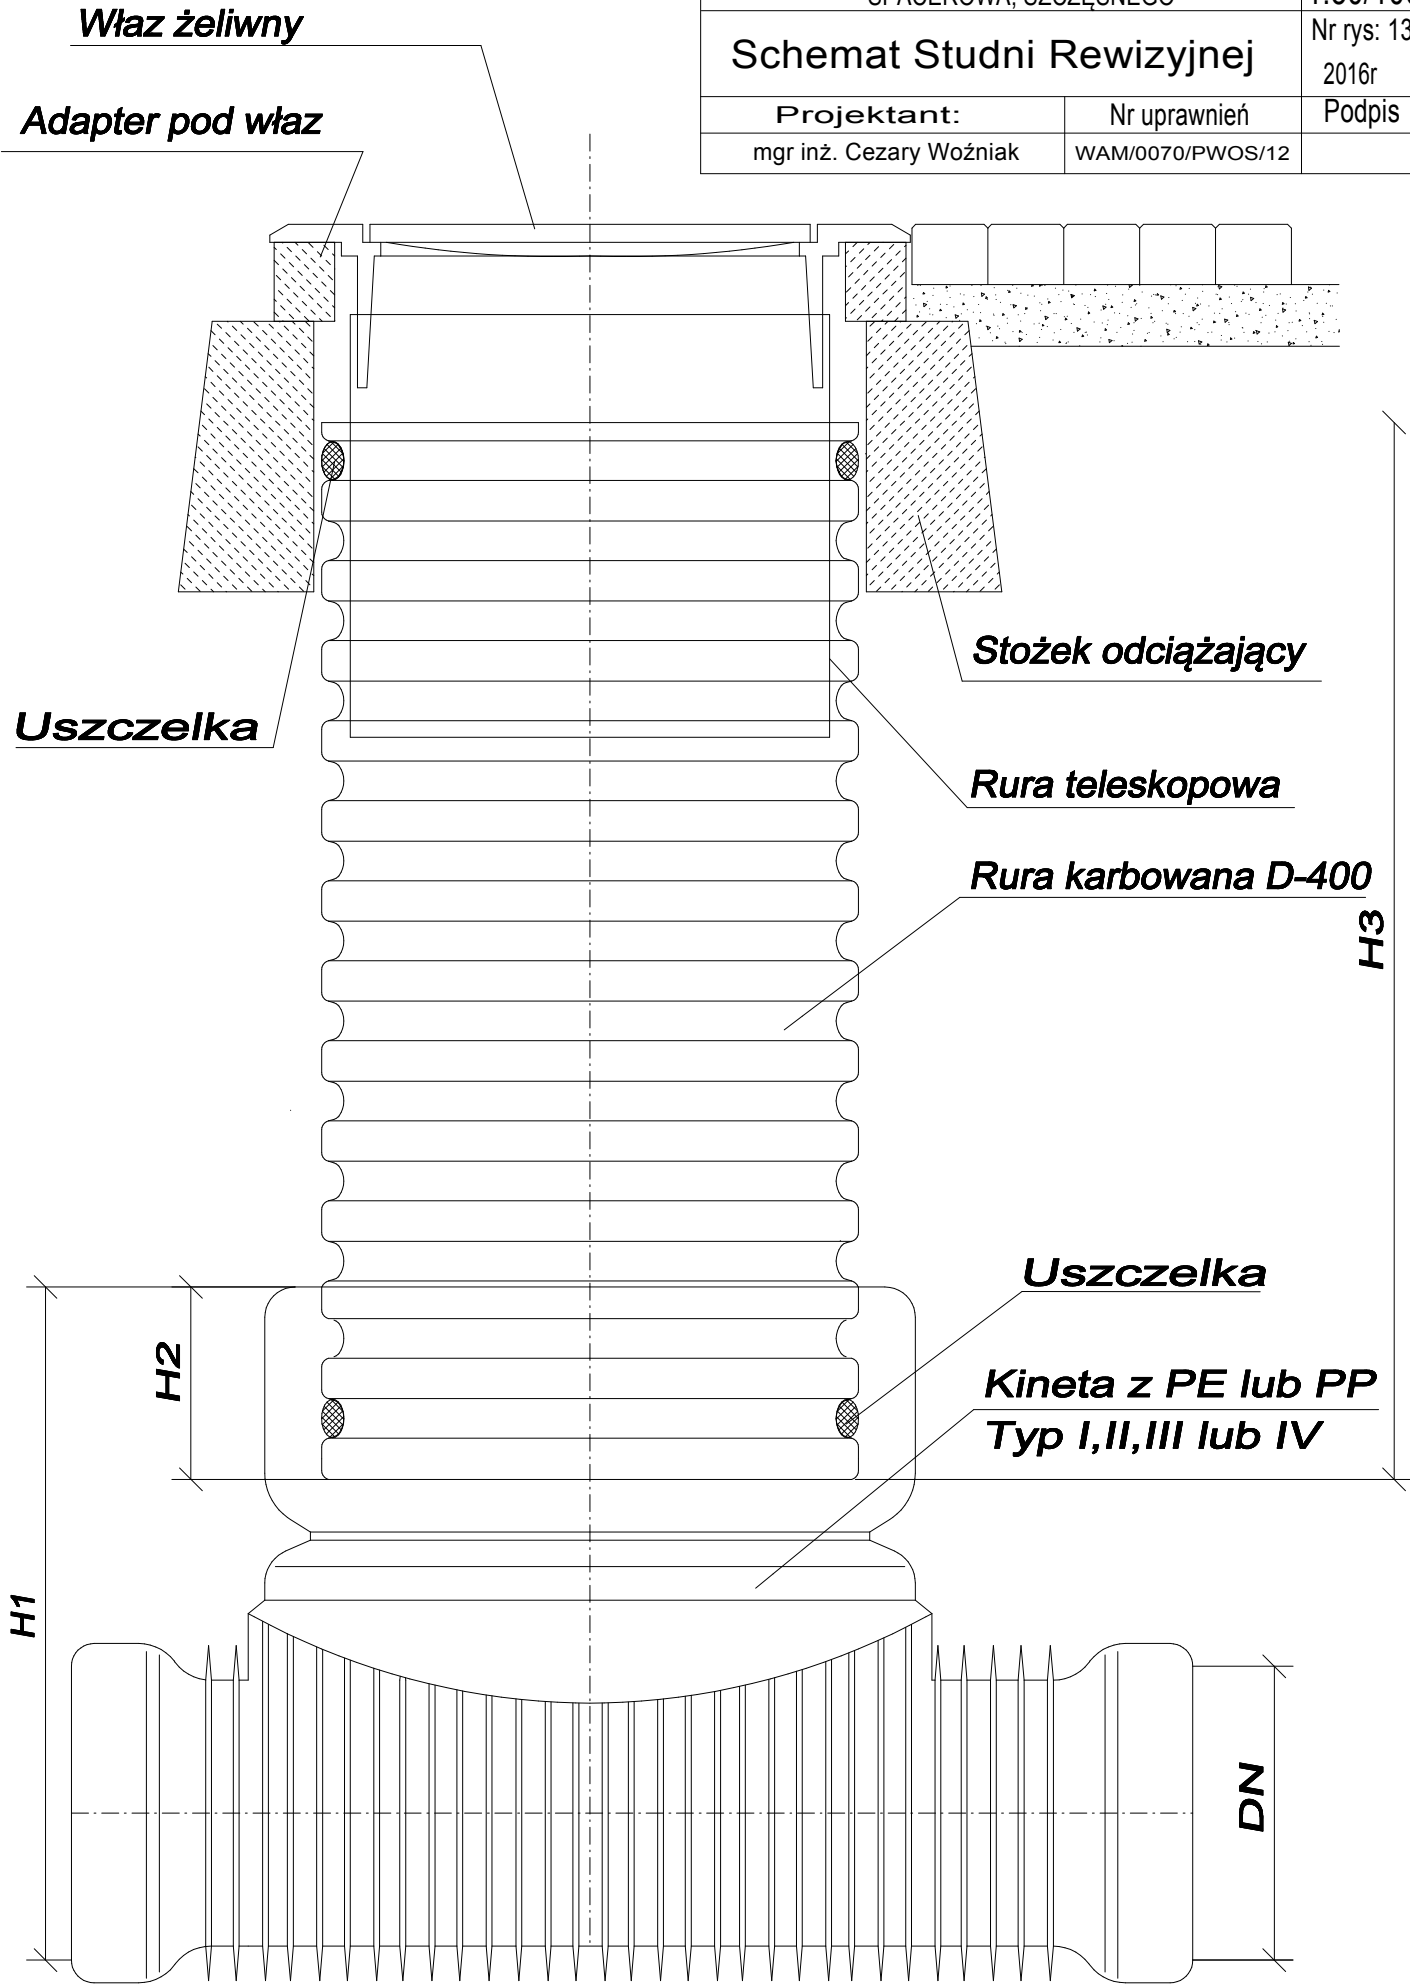 Schemat Studni Rewizyjnej
Nr rys: 13
2016r
Projektant:
Nr uprawnień
Podpis
mgr inż. Cezary Woźniak
WAM/0070/PWOS/12
Właz żeliwny
Adapter pod właz
Stożek odciążający
Uszczelka
Rura teleskopowa
Rura karbowana D-400
H3
Uszczelka
H2
Kineta z PE lub PP
Typ I,II,III lub IV
H1
DN